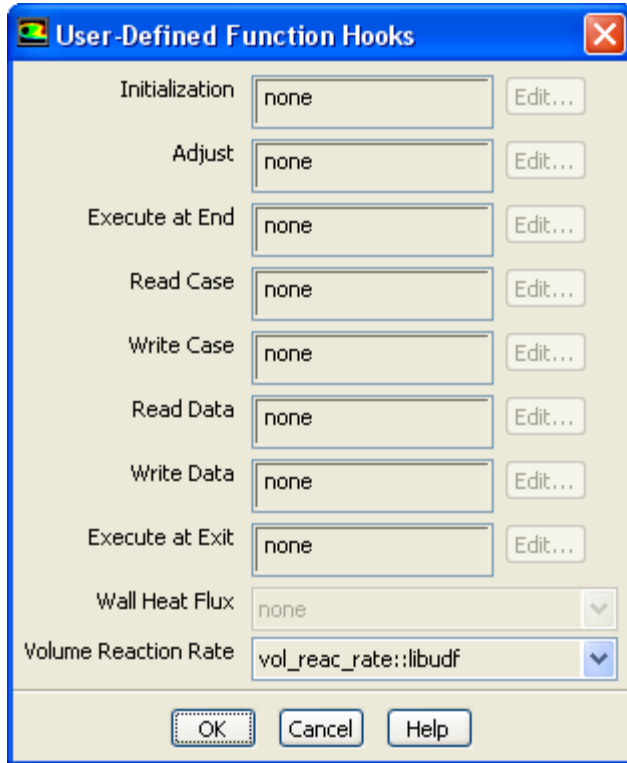 User-Defined Function Hooks
Initialization none Edit...
Adjust none Edit...
Execute at End none Edit...
Read Case none Edit...
Write Case none Edit...
Read Data none Edit...
Write Data none Edit...
Execute at Exit none Edit...
Wall Heat Flux none
Volume Reaction Rate vol_reac_rate::libudf
OK Cancel Help